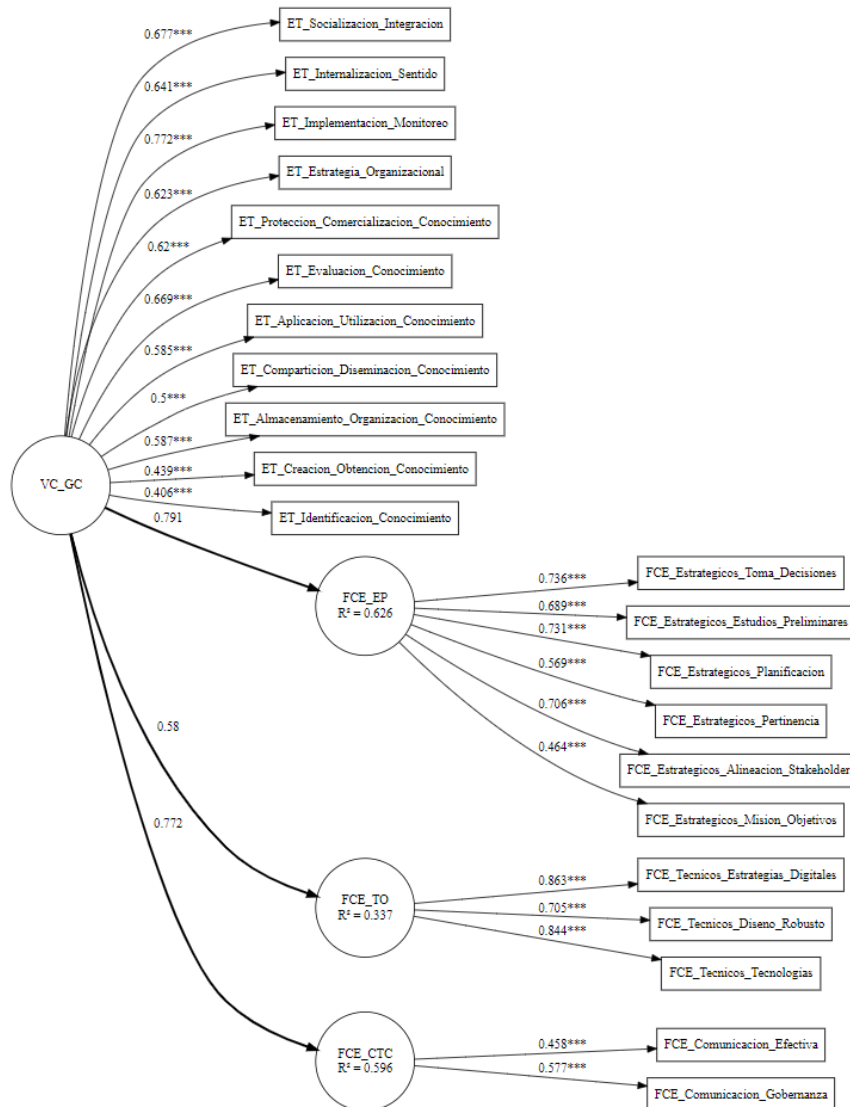 0.677***
ET_Socializacion_Integracion
0.641***
ET_Internalizacion_Sentido
0.772***
ET_Implementacion_Monitoreo
0.623***
ET_Estrategia_Organizacional
0.62***
ET_Proteccion_Comercializacion_Conocimiento
0.669***
ET_Evaluacion_Conocimiento
0.585***
ET_Aplicacion_Utilizacion_Conocimiento
0.5***
ET_Comparticion_Diseminacion_Conocimiento
0.587***
ET_Almacenamiento_Organizacion_Conocimiento
0.439***
ET_Creacion_Obtencion_Conocimiento
0.406***
ET_Identificacion_Conocimiento
VC_GC
0.791
FCE_EP
R² = 0.626
0.736***
FCE_Estrategicos_Toma_Decisiones
0.689***
FCE_Estrategicos_Estudios_Preliminares
0.731***
FCE_Estrategicos_Planificacion
0.569***
FCE_Estrategicos_Pertinencia
0.706***
FCE_Estrategicos_Alineacion_Stakeholder
0.464***
FCE_Estrategicos_Mision_Objetivos
0.58
FCE_TO
R² = 0.337
0.863***
FCE_Tecnicos_Estrategias_Digitales
0.705***
FCE_Tecnicos_Diseno_Robusto
0.844***
FCE_Tecnicos_Tecnologias
0.772
FCE_CTC
R² = 0.596
0.458***
FCE_Comunicacion_Efectiva
0.577***
FCE_Comunicacion_Gobernanza